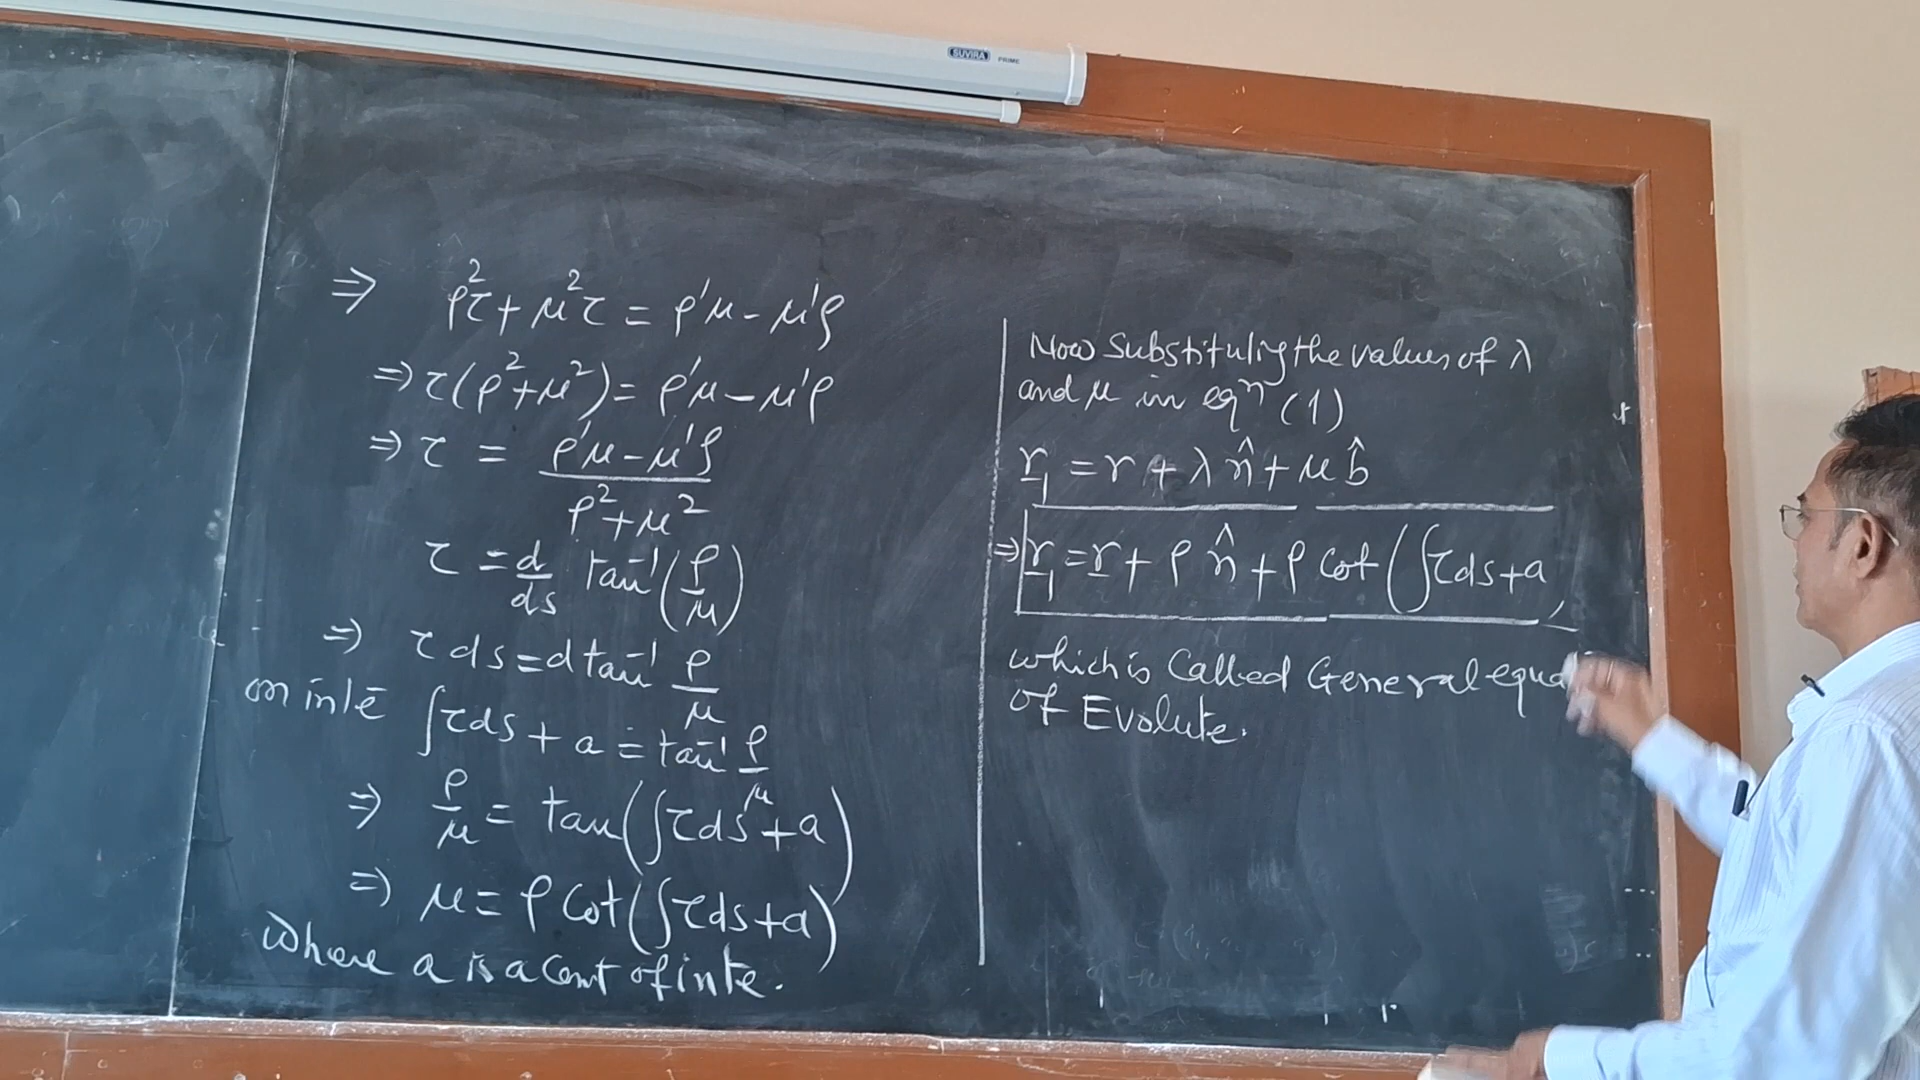 SUVIRA PRIME
⇒ ρ²τ + μ²τ = ρ'μ - μ'ρ
⇒ τ(ρ²+μ²) = ρ'μ - μ'ρ
⇒ τ = (ρ'μ - μ'ρ)/(ρ²+μ²)
τ = d/ds tan⁻¹(ρ/μ)
⇒ τ ds = d tan⁻¹ ρ/μ
on inte ∫τds + a = tan⁻¹ ρ/μ
⇒ ρ/μ = tan(∫τds + a)
⇒ μ = ρ cot(∫τds + a)
Where a is a const of inte.
Now Substituting the values of λ
and μ in eqⁿ (1)
r₁ = r + λ n̂ + μ b̂
⇒ r₁ = r + ρ n̂ + ρ cot(∫τds + a)
which is Called General equa
of Evolute.